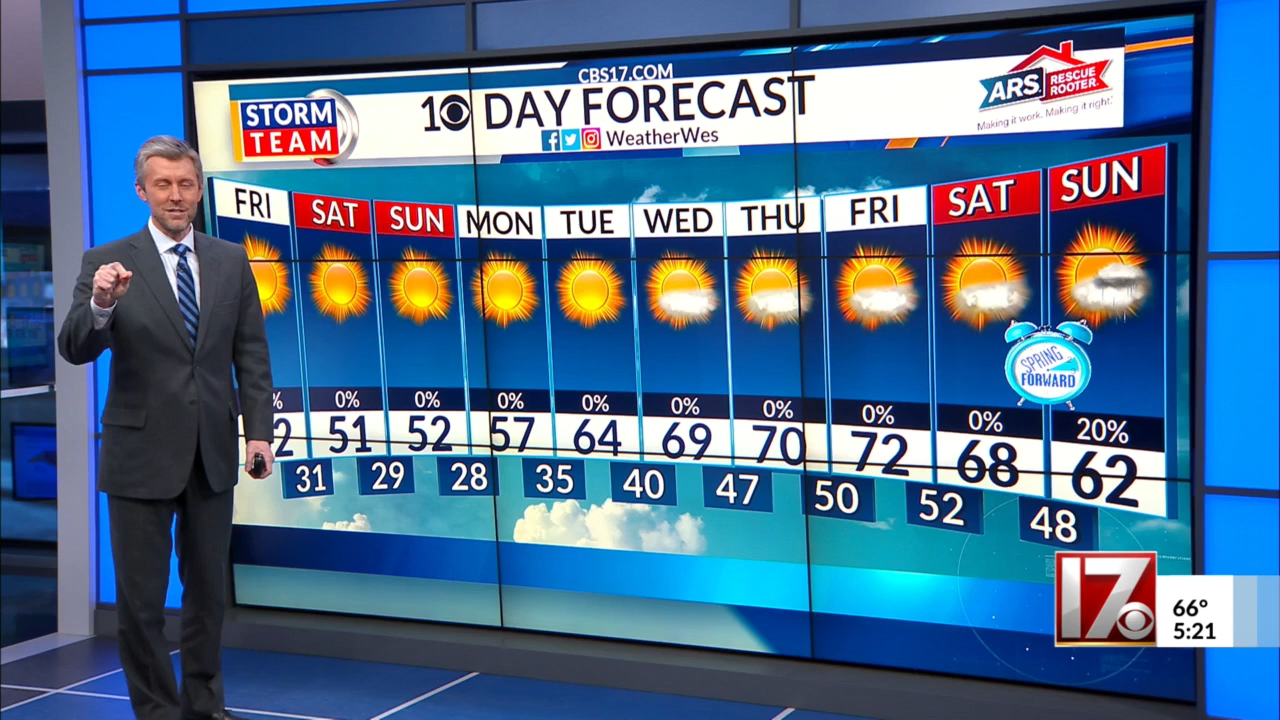 CBS17.COM
STORM TEAM
10 DAY FORECAST
WeatherWes
ARS RESCUE ROOTER
Making it work. Making it right.
FRI SAT SUN MON TUE WED THU FRI SAT SUN
SPRING FORWARD
% 0% 0% 0% 0% 0% 0% 0% 0% 20%
2 51 52 57 64 69 70 72 68 62
31 29 28 35 40 47 50 52 48
17
66°
5:21